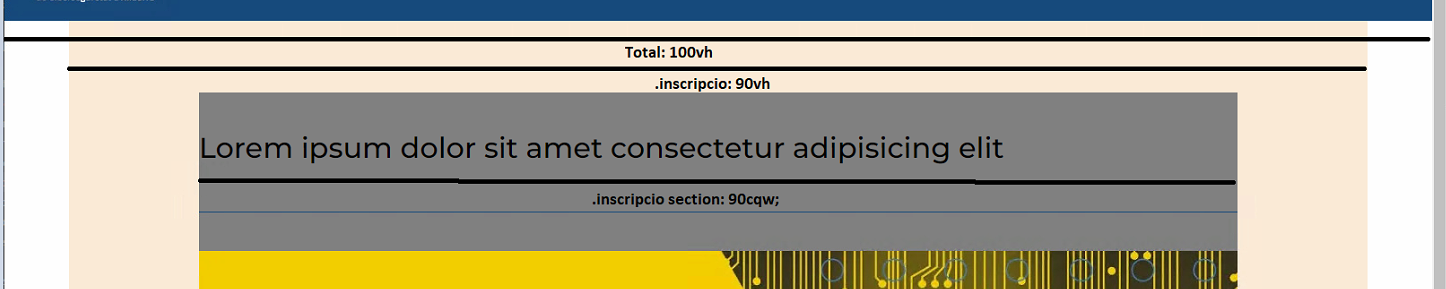 Total: 100vh
.inscripcio: 90vh
Lorem ipsum dolor sit amet consectetur adipisicing elit
.inscripcio section: 90cqw;